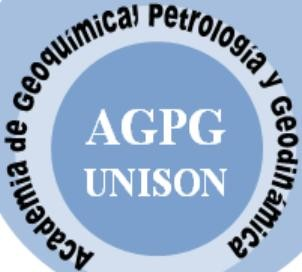 Academia de Geoquímica, Petrología y Geodinámica
AGPG
UNISON